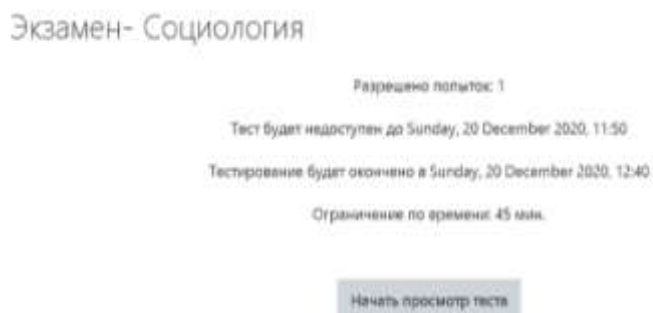 Экзамен- Социология
Разрешено попыток: 1
Тест будет недоступен до Sunday, 20 December 2020, 11:50
Тестирование будет окончено в Sunday, 20 December 2020, 12:40
Ограничение по времени: 45 мин.
Начать просмотр теста